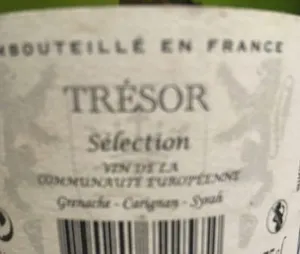 MBOUTEILLÉ EN FRANCE
TRÉSOR
Sélection
VIN DE LA
COMMUNAUTÉ EUROPÉENNE
Grenache - Carignan - Syrah